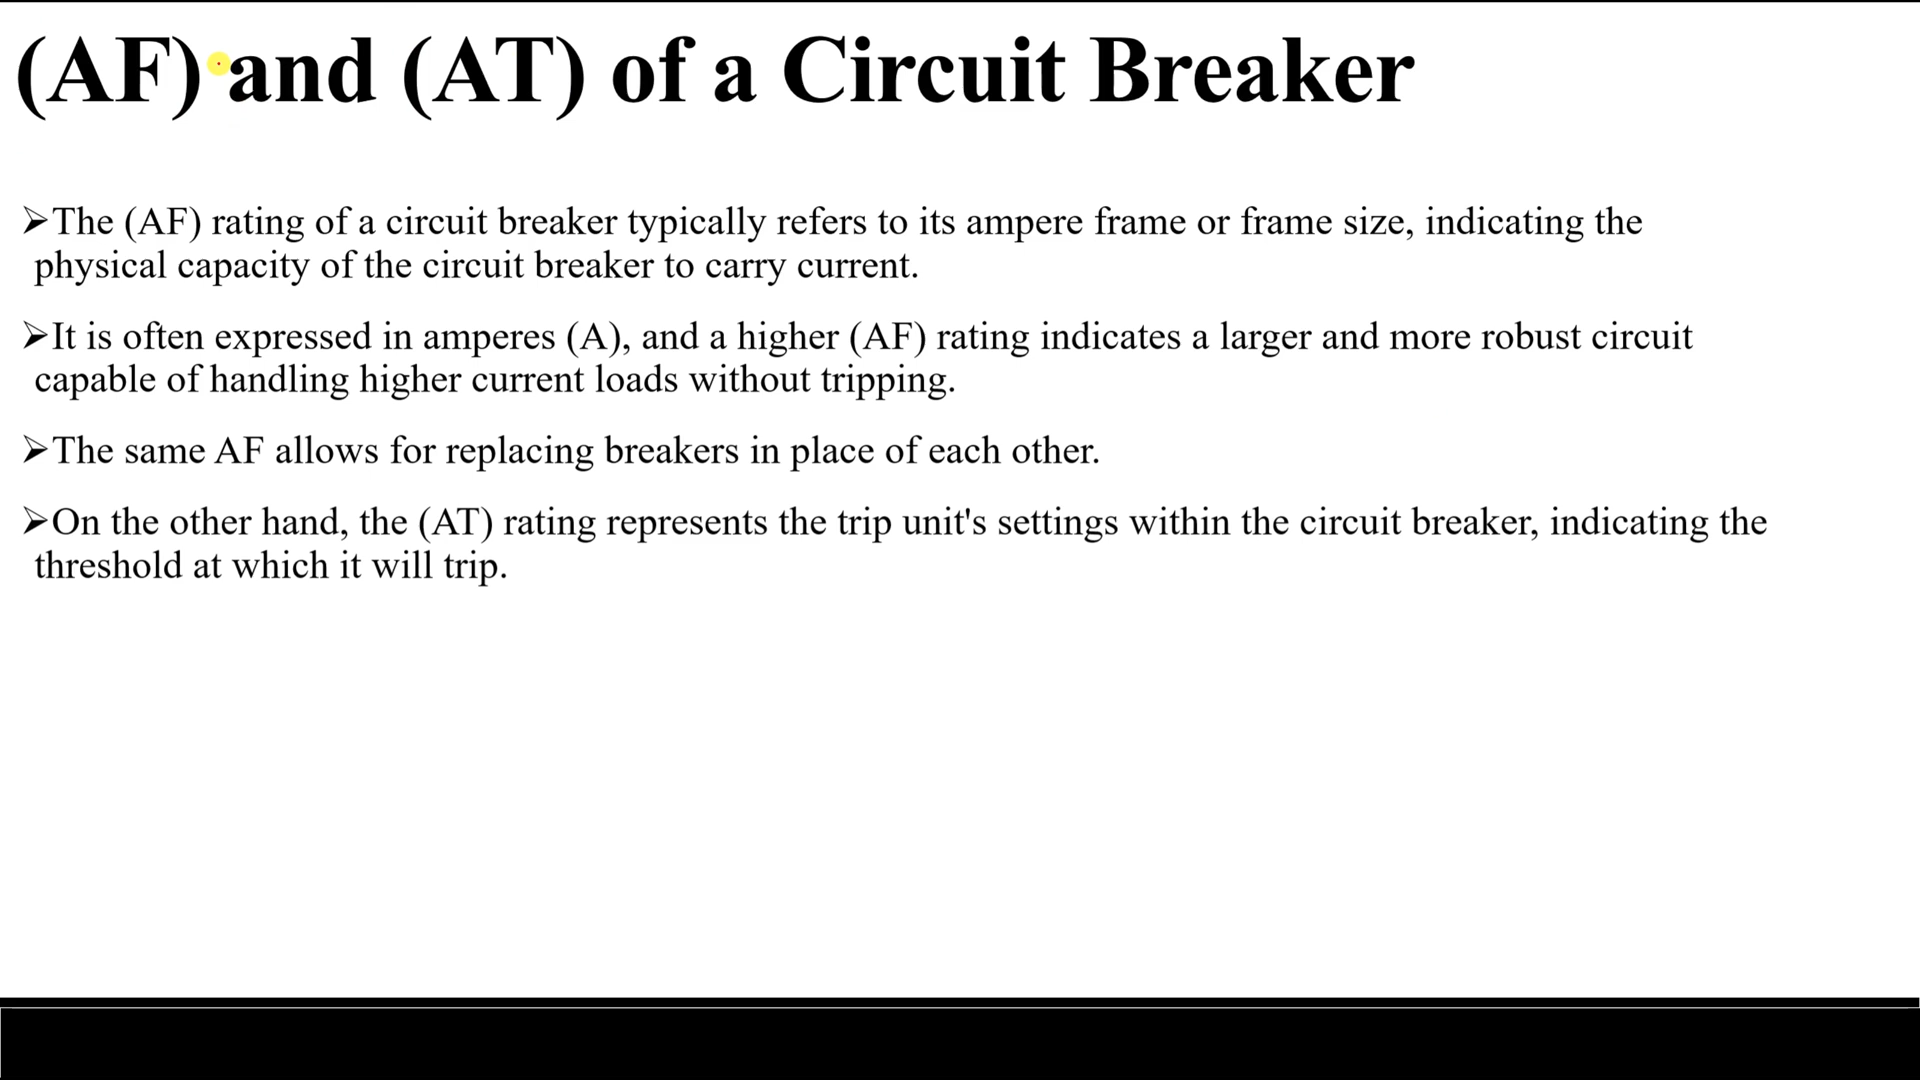 (AF) and (AT) of a Circuit Breaker
➢The (AF) rating of a circuit breaker typically refers to its ampere frame or frame size, indicating the
physical capacity of the circuit breaker to carry current.
➢It is often expressed in amperes (A), and a higher (AF) rating indicates a larger and more robust circuit
capable of handling higher current loads without tripping.
➢The same AF allows for replacing breakers in place of each other.
➢On the other hand, the (AT) rating represents the trip unit's settings within the circuit breaker, indicating the
threshold at which it will trip.